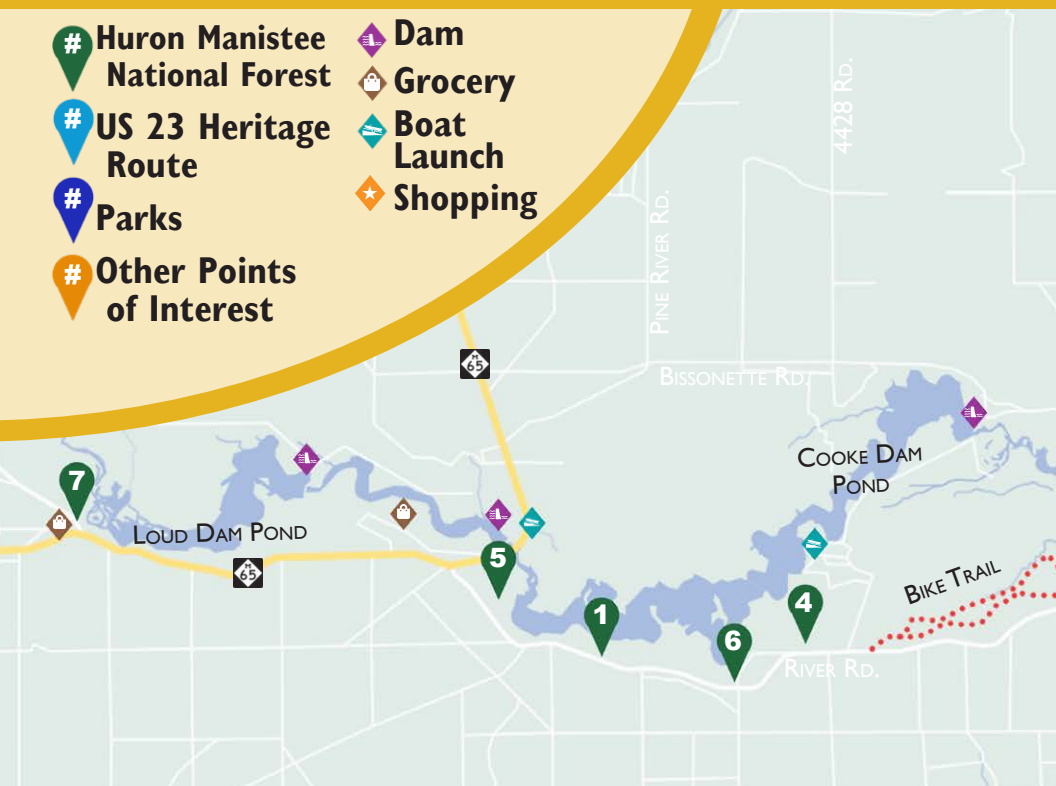 # Huron Manistee
National Forest
# US 23 Heritage
Route
# Parks
# Other Points
of Interest
Dam
Grocery
Boat
Launch
Shopping
4428 Rd.
Pine River Rd.
M
65
Bissonette Rd.
Cooke Dam
Pond
7
Loud Dam Pond
M
65
5
1
6
4
Bike Trail
River Rd.